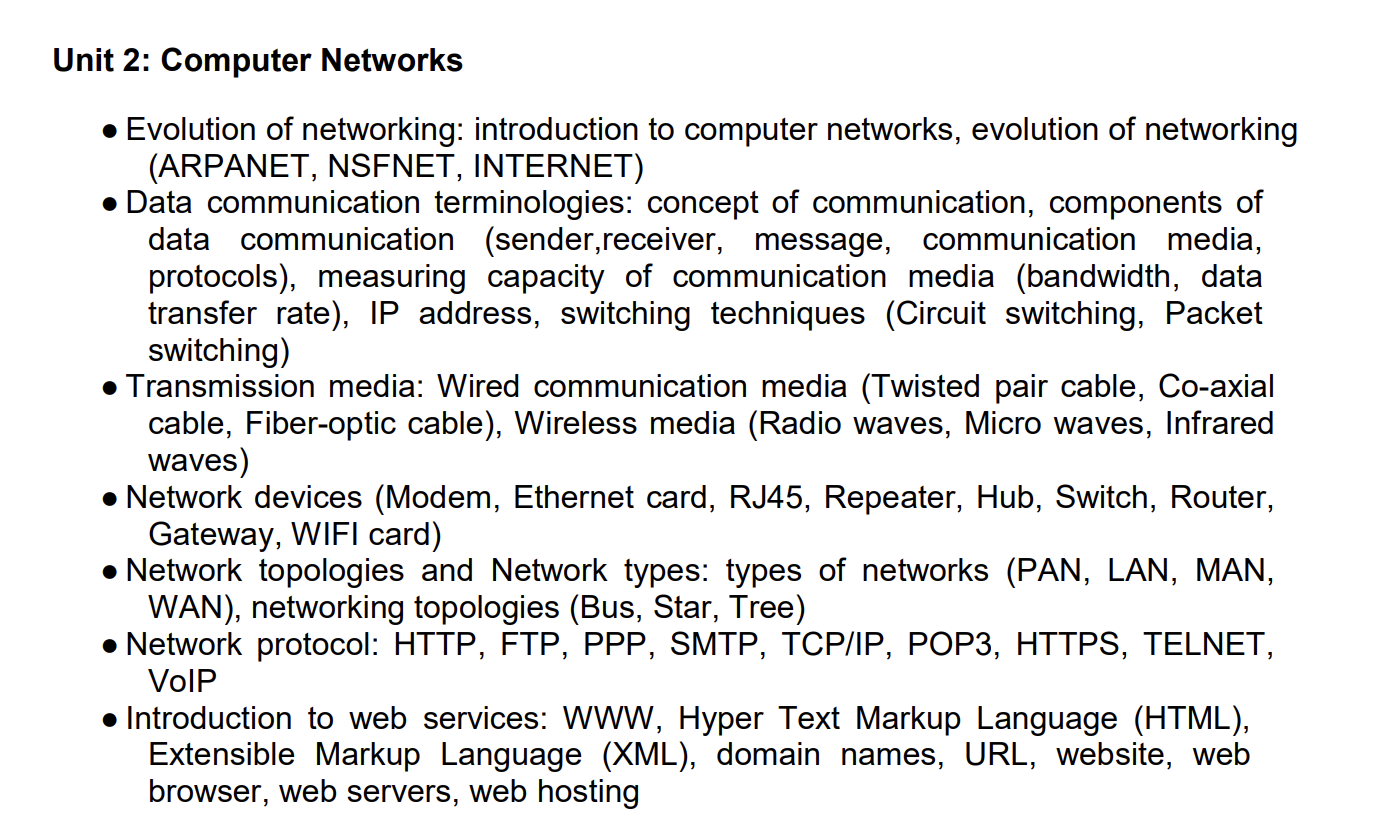 Unit 2: Computer Networks
● Evolution of networking: introduction to computer networks, evolution of networking
(ARPANET, NSFNET, INTERNET)
● Data communication terminologies: concept of communication, components of
data communication (sender,receiver, message, communication media,
protocols), measuring capacity of communication media (bandwidth, data
transfer rate), IP address, switching techniques (Circuit switching, Packet
switching)
● Transmission media: Wired communication media (Twisted pair cable, Co-axial
cable, Fiber-optic cable), Wireless media (Radio waves, Micro waves, Infrared
waves)
● Network devices (Modem, Ethernet card, RJ45, Repeater, Hub, Switch, Router,
Gateway, WIFI card)
● Network topologies and Network types: types of networks (PAN, LAN, MAN,
WAN), networking topologies (Bus, Star, Tree)
● Network protocol: HTTP, FTP, PPP, SMTP, TCP/IP, POP3, HTTPS, TELNET,
VoIP
● Introduction to web services: WWW, Hyper Text Markup Language (HTML),
Extensible Markup Language (XML), domain names, URL, website, web
browser, web servers, web hosting